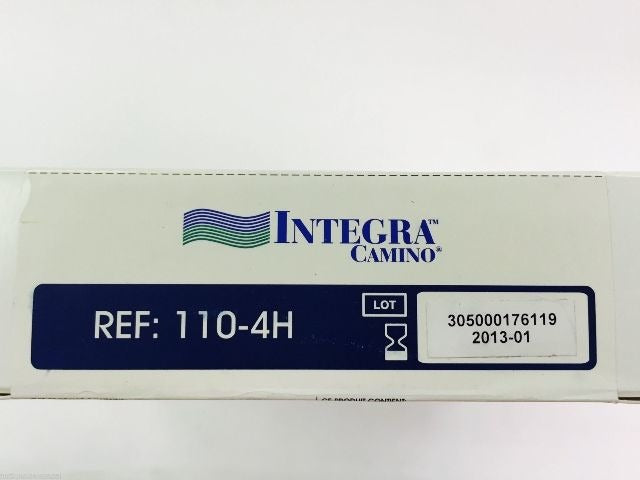 INTEGRA™
CAMINO®
REF: 110-4H
LOT
305000176119
2013-01